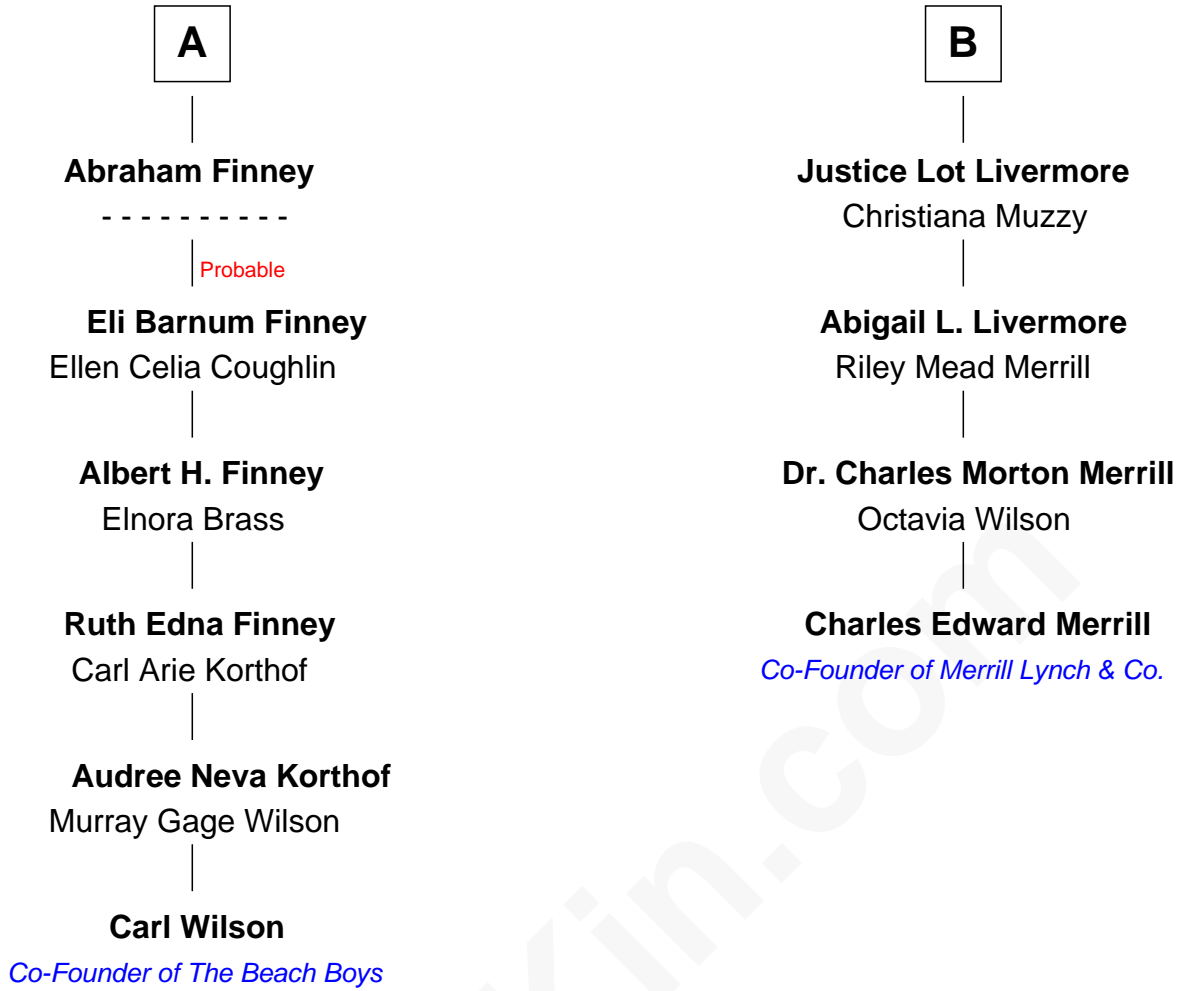 A
Abraham Finney
- - - - - - - - - -
Probable
Eli Barnum Finney
Ellen Celia Coughlin
Albert H. Finney
Elnora Brass
Ruth Edna Finney
Carl Arie Korthof
Audree Neva Korthof
Murray Gage Wilson
Carl Wilson
Co-Founder of The Beach Boys
B
Justice Lot Livermore
Christiana Muzzy
Abigail L. Livermore
Riley Mead Merrill
Dr. Charles Morton Merrill
Octavia Wilson
Charles Edward Merrill
Co-Founder of Merrill Lynch & Co.